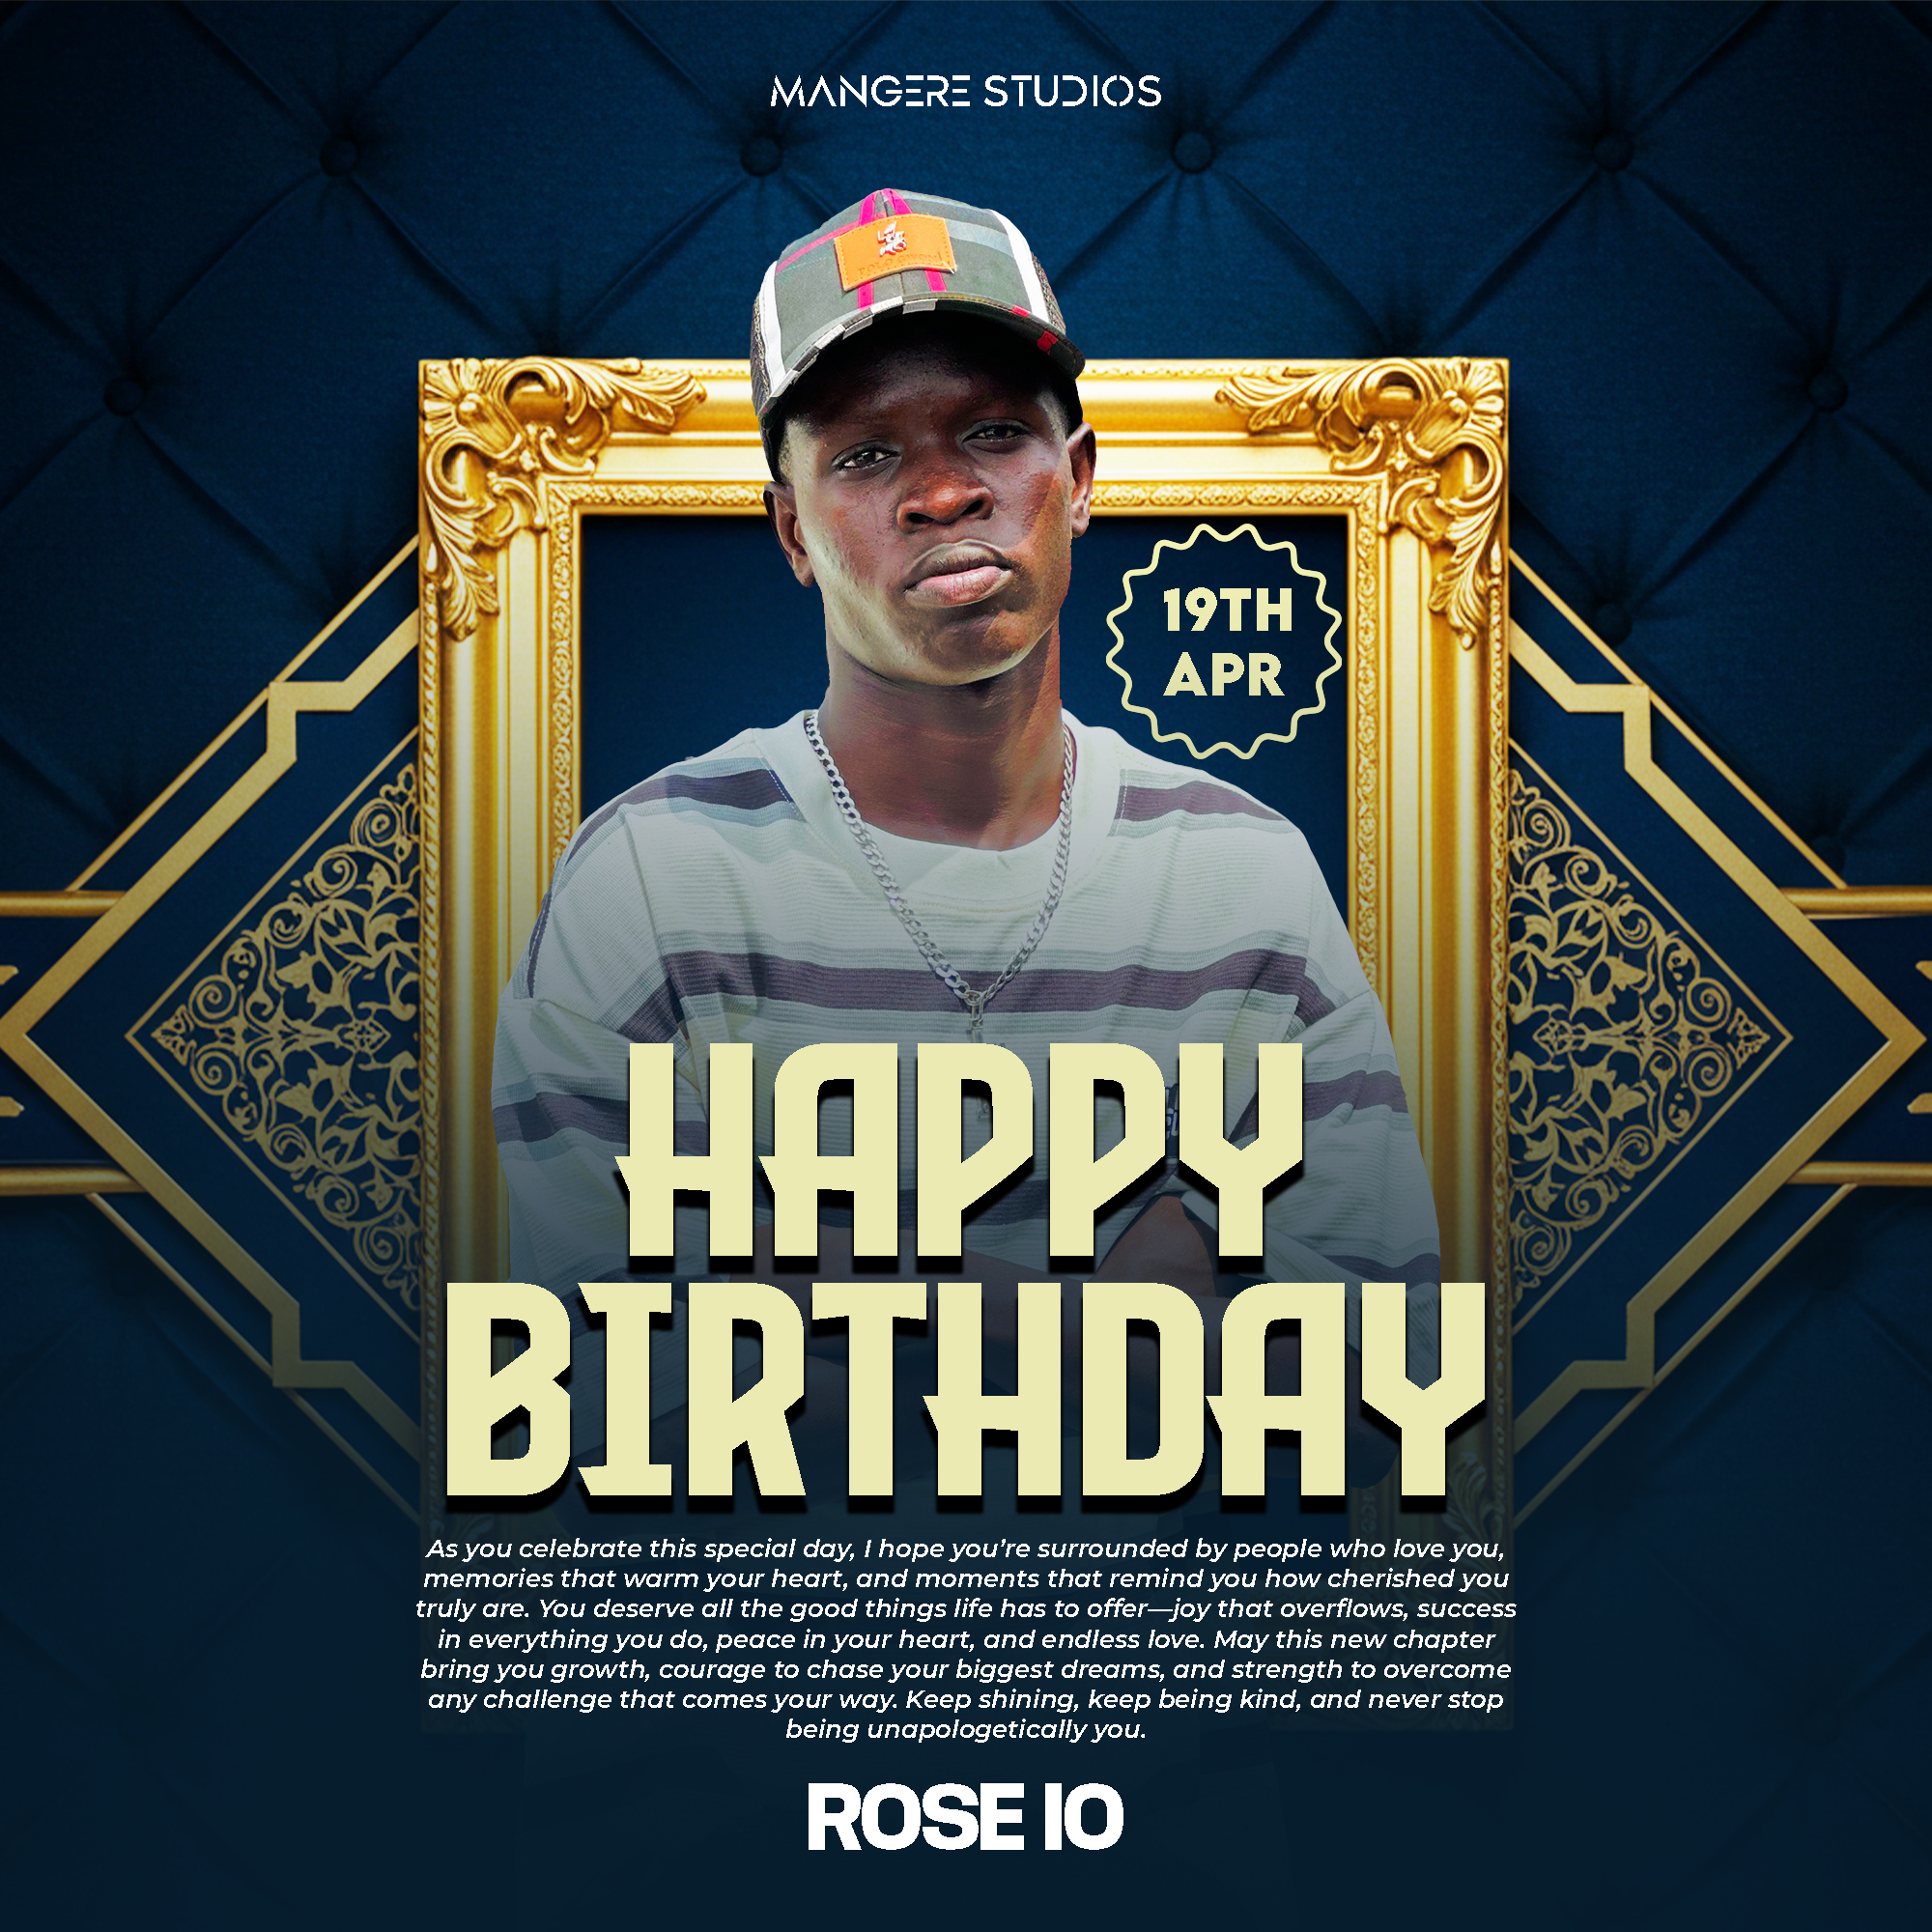 MANGERE STUDIOS
19TH
APR
HAPPY
BIRTHDAY
As you celebrate this special day, I hope you're surrounded by people who love you,
memories that warm your heart, and moments that remind you how cherished you
truly are. You deserve all the good things life has to offer—joy that overflows, success
in everything you do, peace in your heart, and endless love. May this new chapter
bring you growth, courage to chase your biggest dreams, and strength to overcome
any challenge that comes your way. Keep shining, keep being kind, and never stop
being unapologetically you.
ROSE IO